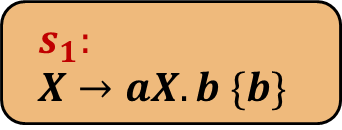 s₁:
X → aX.b {b}